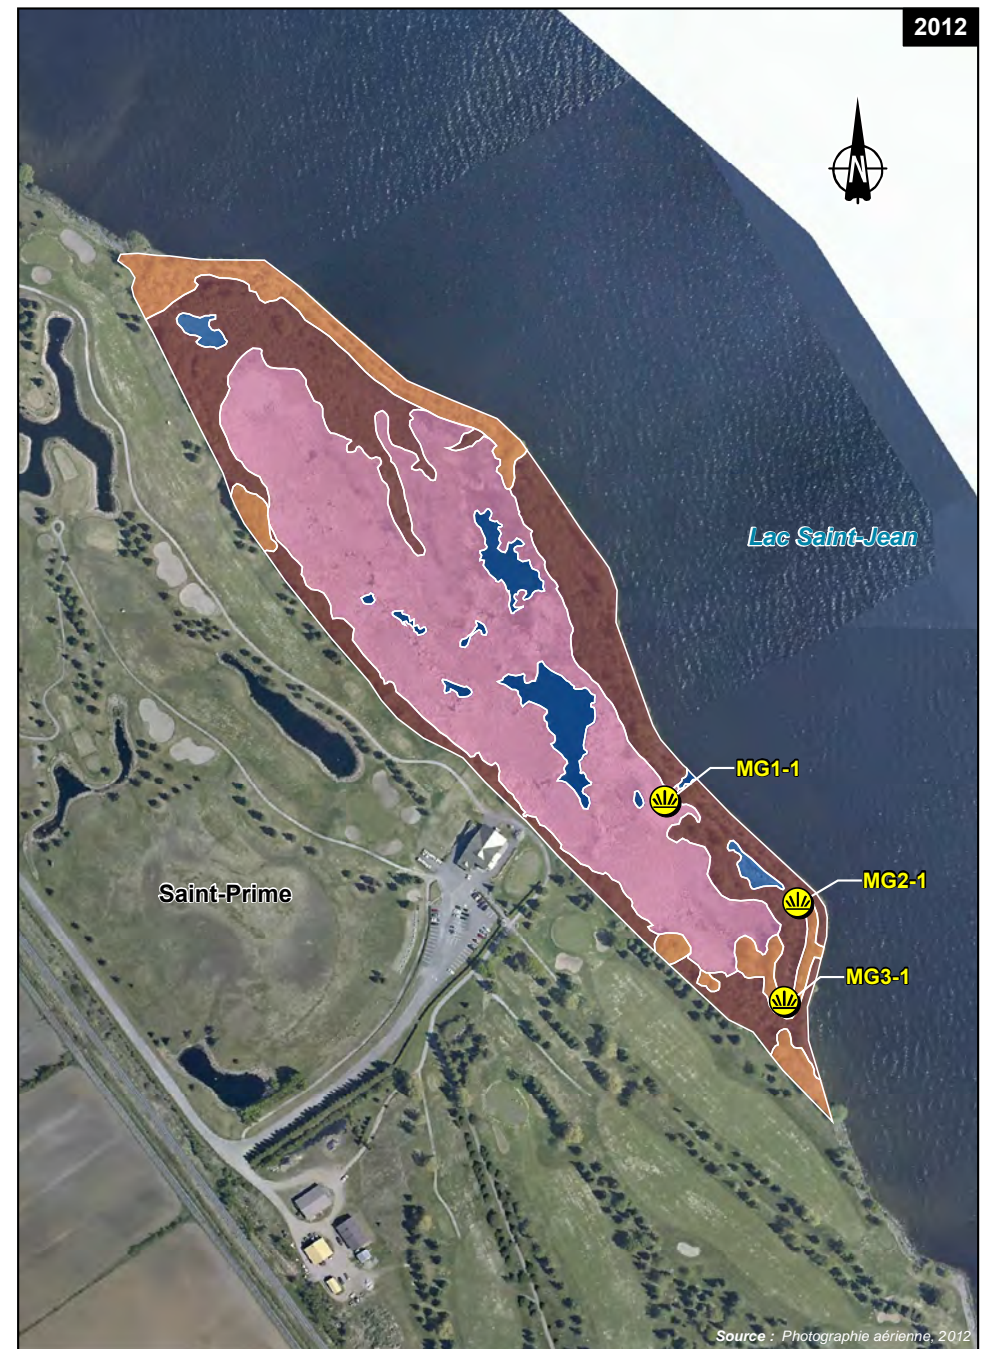 2012
N
Lac Saint-Jean
MG1-1
MG2-1
Saint-Prime
MG3-1
Source : Photographie aérienne, 2012